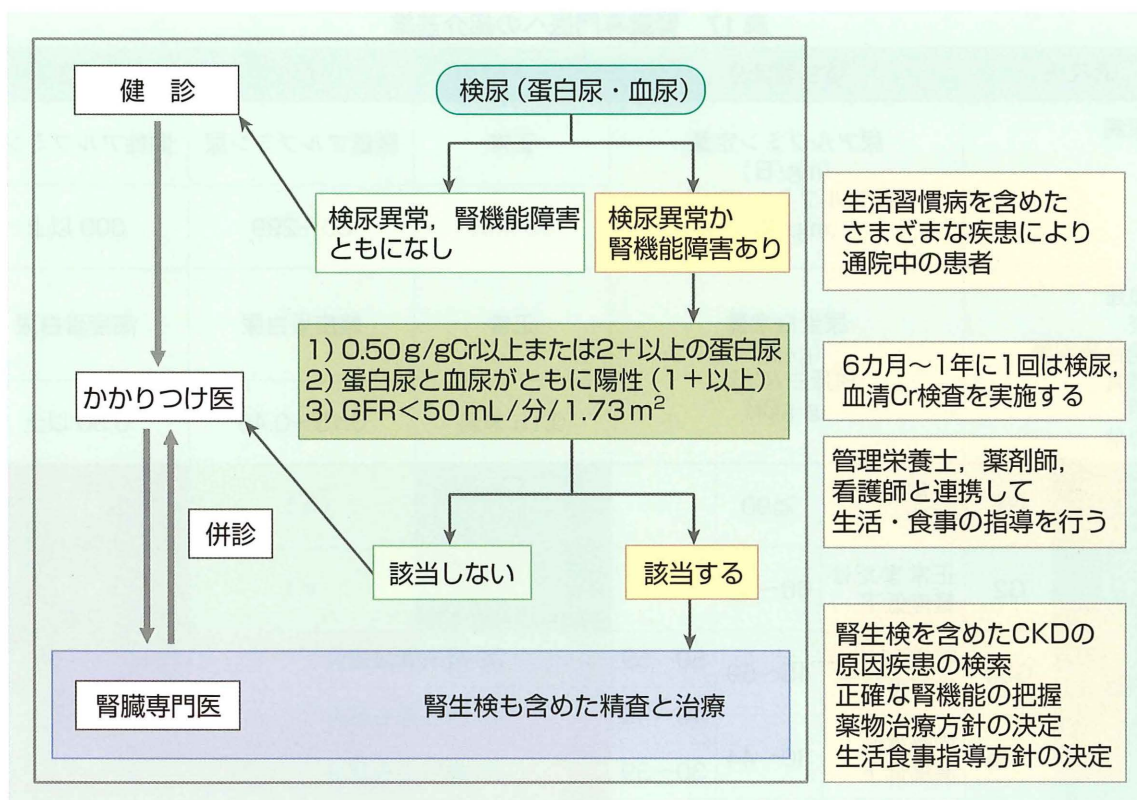 健 診
検尿（蛋白尿・血尿）
検尿異常，腎機能障害
ともになし
検尿異常か
腎機能障害あり
1）0.50g/gCr以上または2＋以上の蛋白尿
2）蛋白尿と血尿がともに陽性（1＋以上）
3）GFR＜50mL/分/1.73m²
かかりつけ医
併診
該当しない
該当する
腎臓専門医
腎生検も含めた精査と治療
生活習慣病を含めた
さまざまな疾患により
通院中の患者
6カ月～1年に1回は検尿，
血清Cr検査を実施する
管理栄養士，薬剤師，
看護師と連携して
生活・食事の指導を行う
腎生検を含めたCKDの
原因疾患の検索
正確な腎機能の把握
薬物治療方針の決定
生活食事指導方針の決定